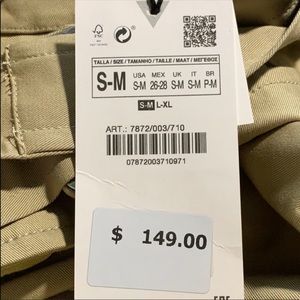 FSC
TALLA / SIZE / TAMANHO / TAILLE / MAAT / ΜΕΓΕΘΟΣ
S-M
USA MEX UK IT BR
S-M 26-28 S-M S-M P-M
S-M L-XL
ART.: 7872/003/710
07872003710971
$ 149.00